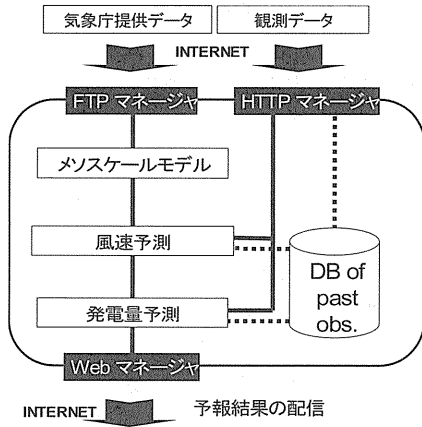 気象庁提供データ
観測データ
INTERNET
FTP マネージャ
HTTP マネージャ
メソスケールモデル
風速予測
DB of
past
obs.
発電量予測
Web マネージャ
INTERNET
予報結果の配信